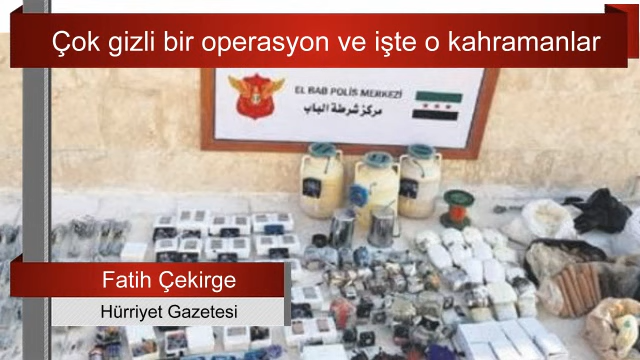 Çok gizli bir operasyon ve işte o kahramanlar
EL BAB POLİS MERKEZİ
مركز شرطة الباب
Fatih Çekirge
Hürriyet Gazetesi